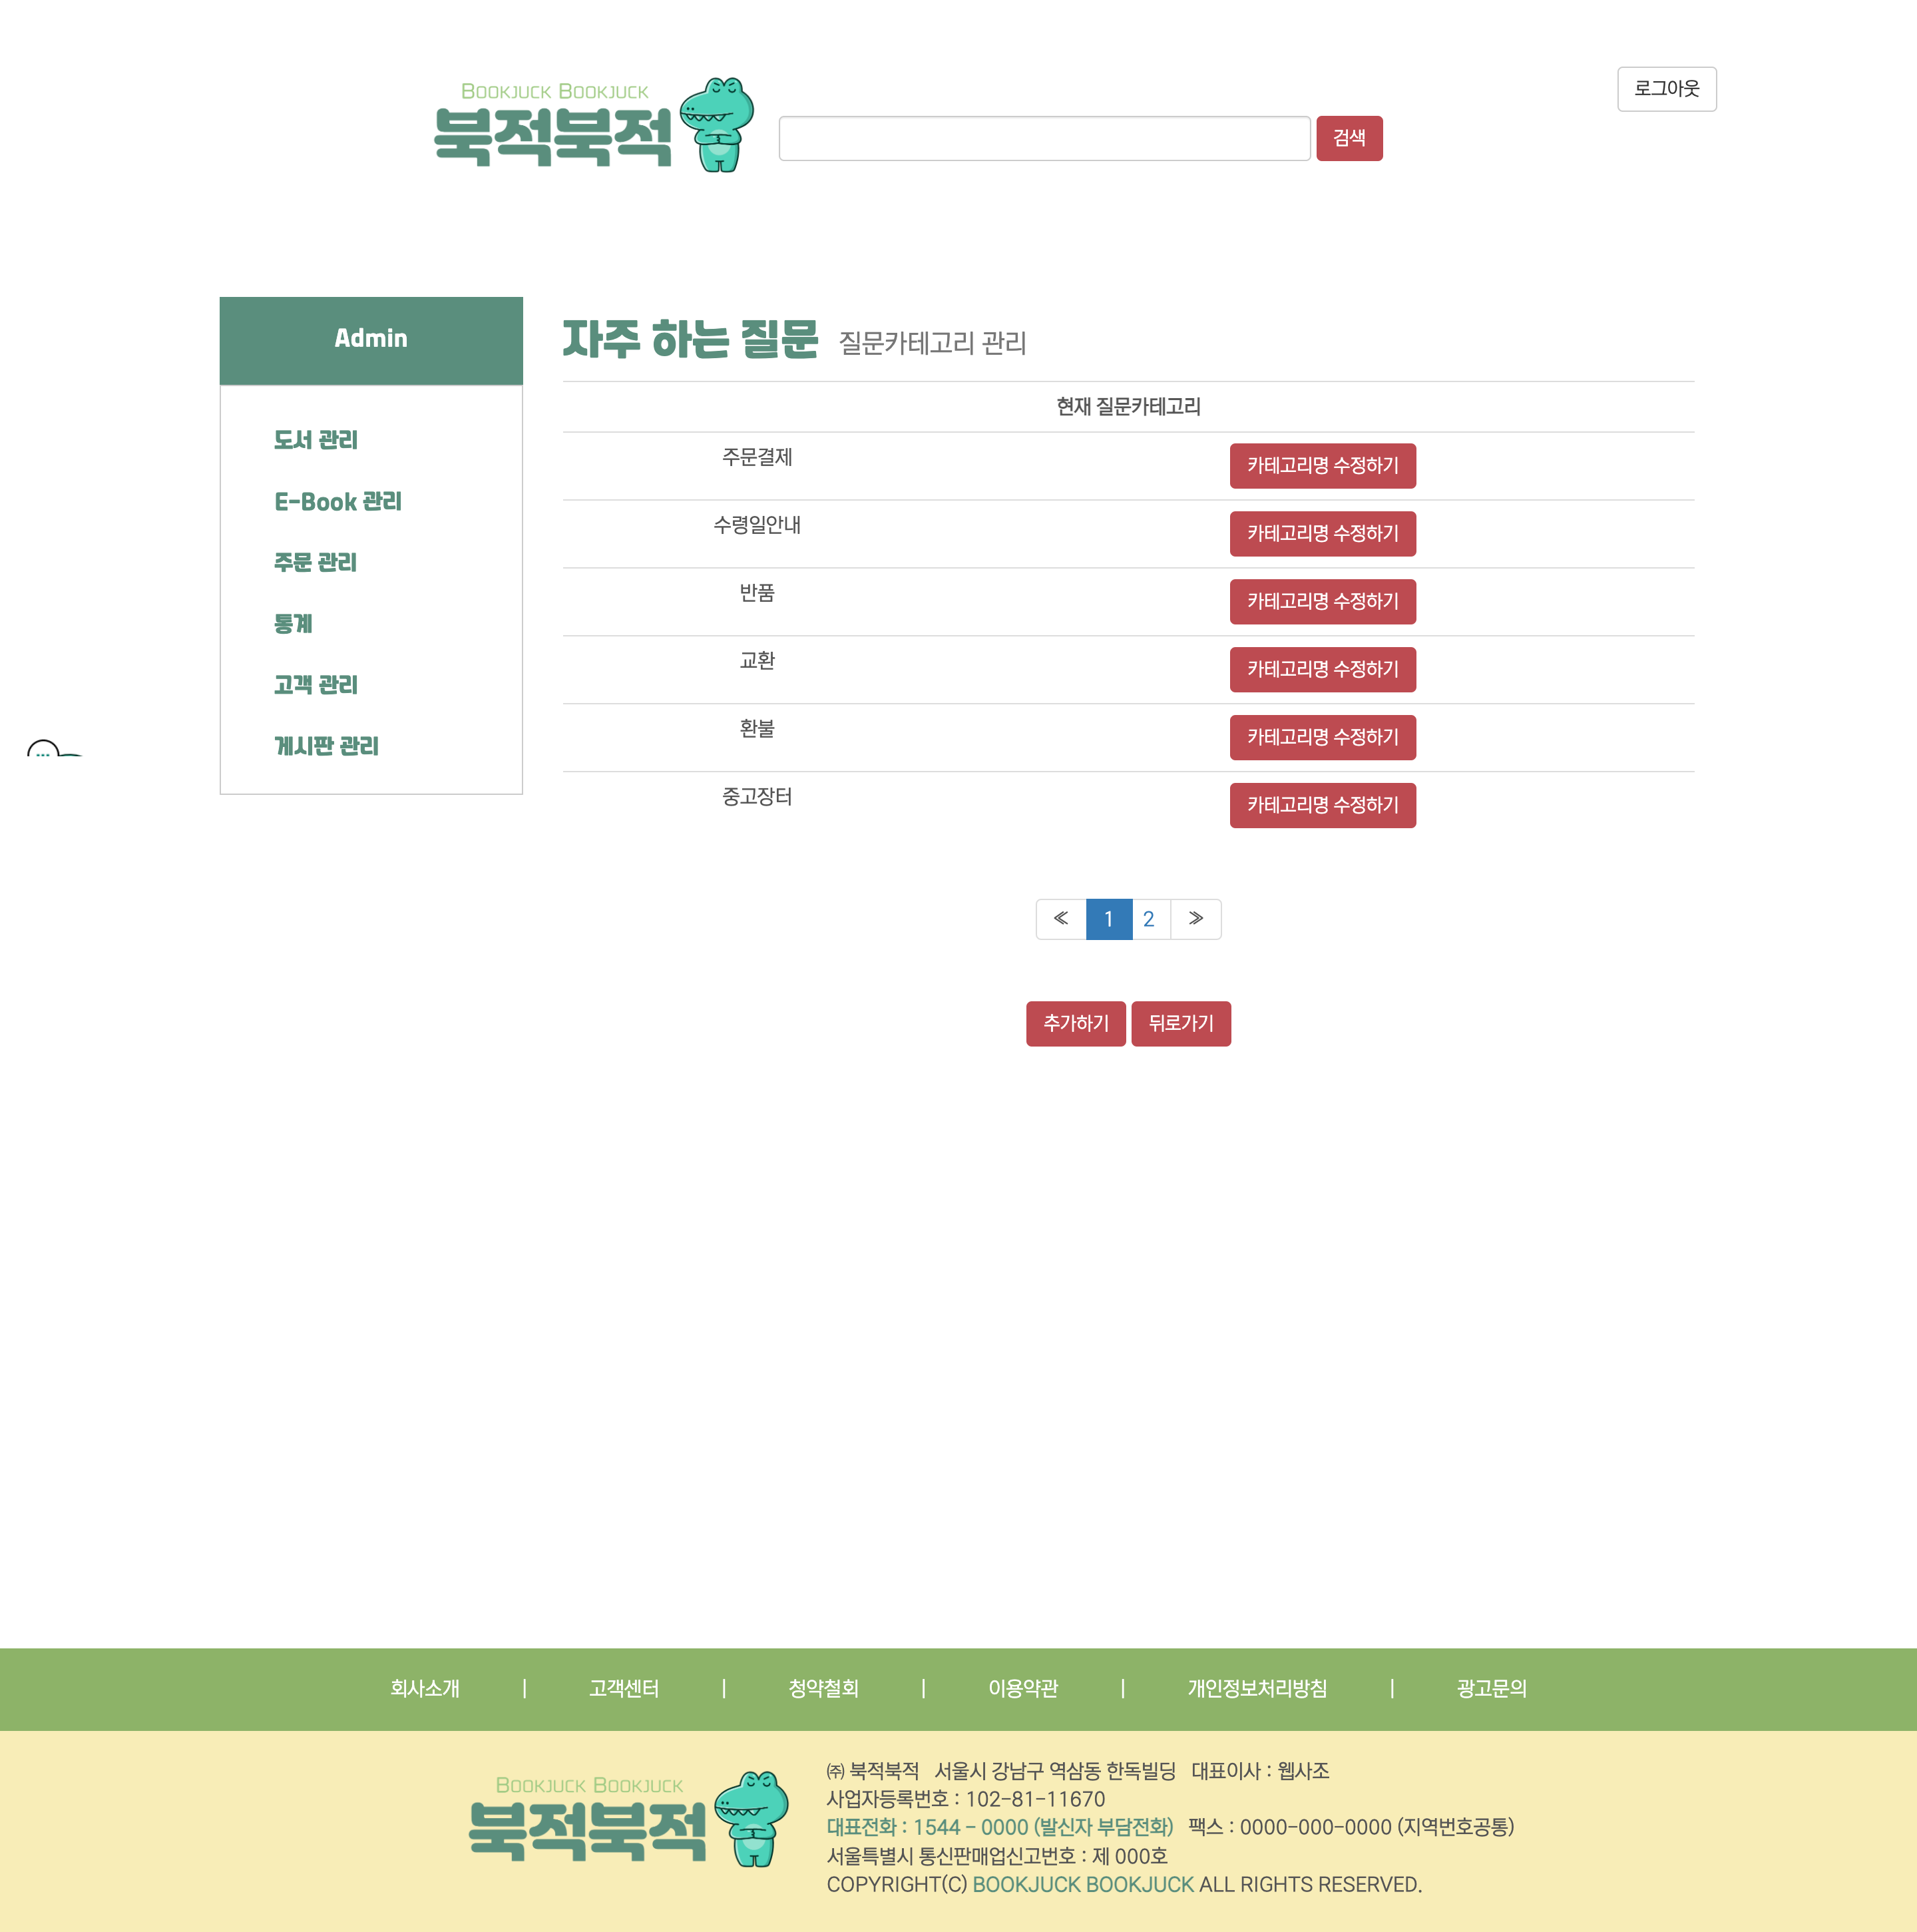 로그아웃
BOOKJUCK BOOKJUCK
북적북적
검색
Admin
도서 관리
E-Book 관리
주문 관리
통계
고객 관리
게시판 관리
자주 하는 질문 질문카테고리 관리
현재 질문카테고리
주문결제 카테고리명 수정하기
수령일안내 카테고리명 수정하기
반품 카테고리명 수정하기
교환 카테고리명 수정하기
환불 카테고리명 수정하기
중고장터 카테고리명 수정하기
≪ 1 2 ≫
추가하기 뒤로가기
회사소개 | 고객센터 | 청약철회 | 이용약관 | 개인정보처리방침 | 광고문의
BOOKJUCK BOOKJUCK
북적북적
㈜ 북적북적 서울시 강남구 역삼동 한독빌딩 대표이사 : 웹사조
사업자등록번호 : 102-81-11670
대표전화 : 1544 - 0000 (발신자 부담전화) 팩스 : 0000-000-0000 (지역번호공통)
서울특별시 통신판매업신고번호 : 제 000호
COPYRIGHT(C) BOOKJUCK BOOKJUCK ALL RIGHTS RESERVED.